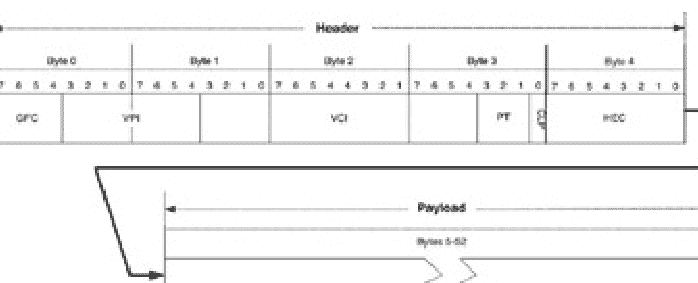 Header
Byte 0 Byte 1 Byte 2 Byte 3 Byte 4
7 6 5 4 3 2 1 0 7 6 5 4 3 2 1 0 7 6 5 4 4 3 2 1 7 6 5 4 3 2 1 0 7 6 5 4 3 2 1 0
GFC VPI VCI PT CLP HEC
Payload
Bytes 5-52